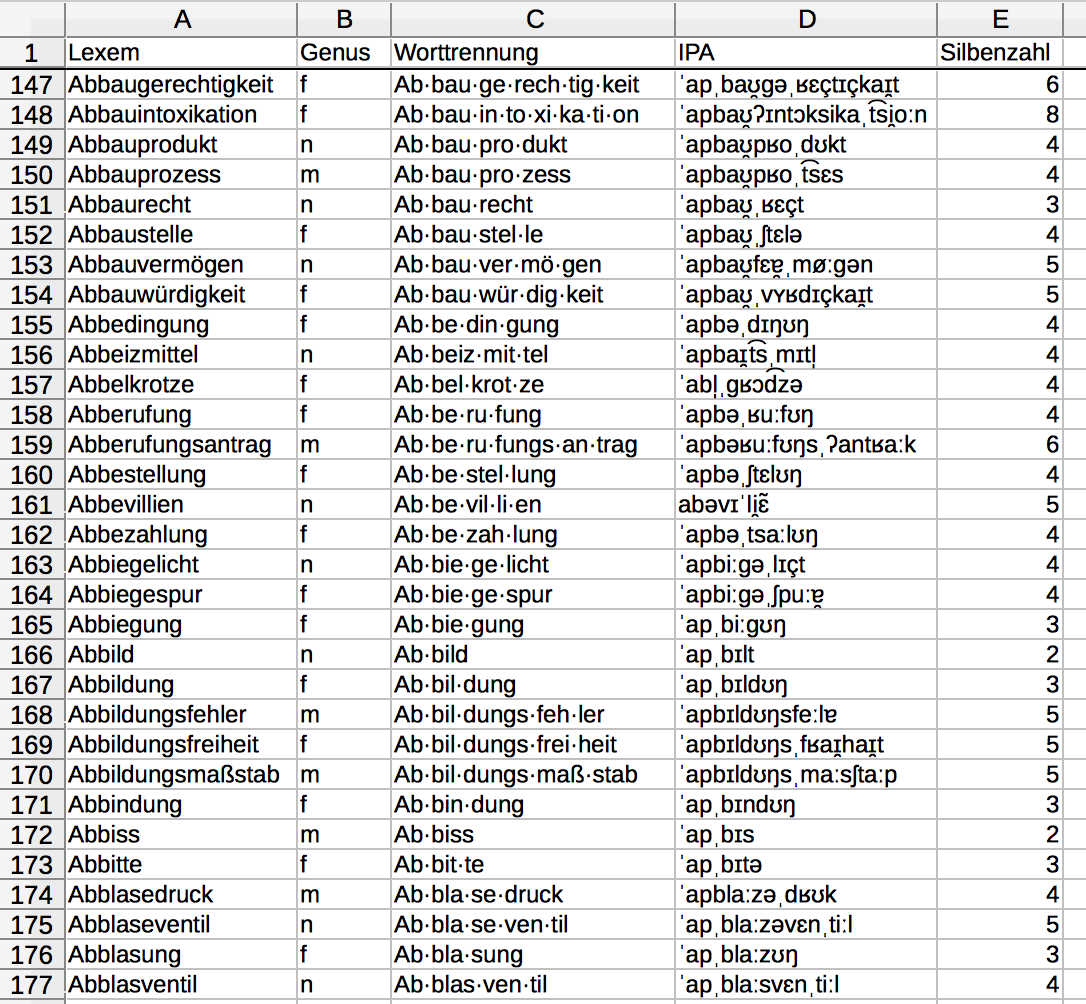 A B C D E
1 Lexem Genus Worttrennung IPA Silbenzahl
147 Abbaugerechtigkeit f Ab·bau·ge·rech·tig·keit ˈapˌbaʊ̯ɡəˌʁɛçtɪçkaɪ̯t 6
148 Abbauintoxikation f Ab·bau·in·to·xi·ka·ti·on ˈapbaʊ̯ʔɪntɔksikaˌt͡si̯oːn 8
149 Abbauprodukt n Ab·bau·pro·dukt ˈapbaʊ̯pʁoˌdʊkt 4
150 Abbauprozess m Ab·bau·pro·zess ˈapbaʊ̯pʁoˌt͡sɛs 4
151 Abbaurecht n Ab·bau·recht ˈapbaʊ̯ˌʁɛçt 3
152 Abbaustelle f Ab·bau·stel·le ˈapbaʊ̯ˌʃtɛlə 4
153 Abbauvermögen n Ab·bau·ver·mö·gen ˈapbaʊ̯fɛɐ̯ˌmøːɡən 5
154 Abbauwürdigkeit f Ab·bau·wür·dig·keit ˈapbaʊ̯ˌvʏʁdɪçkaɪ̯t 5
155 Abbedingung f Ab·be·din·gung ˈapbəˌdɪŋʊŋ 4
156 Abbeizmittel n Ab·beiz·mit·tel ˈapbaɪ̯t͡sˌmɪtl̩ 4
157 Abbelkrotze f Ab·bel·krot·ze ˈabl̩ˌɡʁɔd͡zə 4
158 Abberufung f Ab·be·ru·fung ˈapbəˌʁuːfʊŋ 4
159 Abberufungsantrag m Ab·be·ru·fungs·an·trag ˈapbəʁuːfʊŋsˌʔantʁaːk 6
160 Abbestellung f Ab·be·stel·lung ˈapbəˌʃtɛlʊŋ 4
161 Abbevillien n Ab·be·vil·li·en abəvɪˈli̯ɛ̃ 5
162 Abbezahlung f Ab·be·zah·lung ˈapbəˌtsaːlʊŋ 4
163 Abbiegelicht n Ab·bie·ge·licht ˈapbiːɡəˌlɪçt 4
164 Abbiegespur f Ab·bie·ge·spur ˈapbiːɡəˌʃpuːɐ̯ 4
165 Abbiegung f Ab·bie·gung ˈapˌbiːɡʊŋ 3
166 Abbild n Ab·bild ˈapˌbɪlt 2
167 Abbildung f Ab·bil·dung ˈapˌbɪldʊŋ 3
168 Abbildungsfehler m Ab·bil·dungs·feh·ler ˈapbɪldʊŋsfeːlɐ 5
169 Abbildungsfreiheit f Ab·bil·dungs·frei·heit ˈapbɪldʊŋsˌfʁaɪ̯haɪ̯t 5
170 Abbildungsmaßstab m Ab·bil·dungs·maß·stab ˈapbɪldʊŋsˌmaːsʃtaːp 5
171 Abbindung f Ab·bin·dung ˈapˌbɪndʊŋ 3
172 Abbiss m Ab·biss ˈapˌbɪs 2
173 Abbitte f Ab·bit·te ˈapˌbɪtə 3
174 Abblasedruck m Ab·bla·se·druck ˈapblaːzəˌdʁʊk 4
175 Abblaseventil n Ab·bla·se·ven·til ˈapˌblaːzəvɛnˌtiːl 5
176 Abblasung f Ab·bla·sung ˈapˌblaːzʊŋ 3
177 Abblasventil n Ab·blas·ven·til ˈapˌblaːsvɛnˌtiːl 4